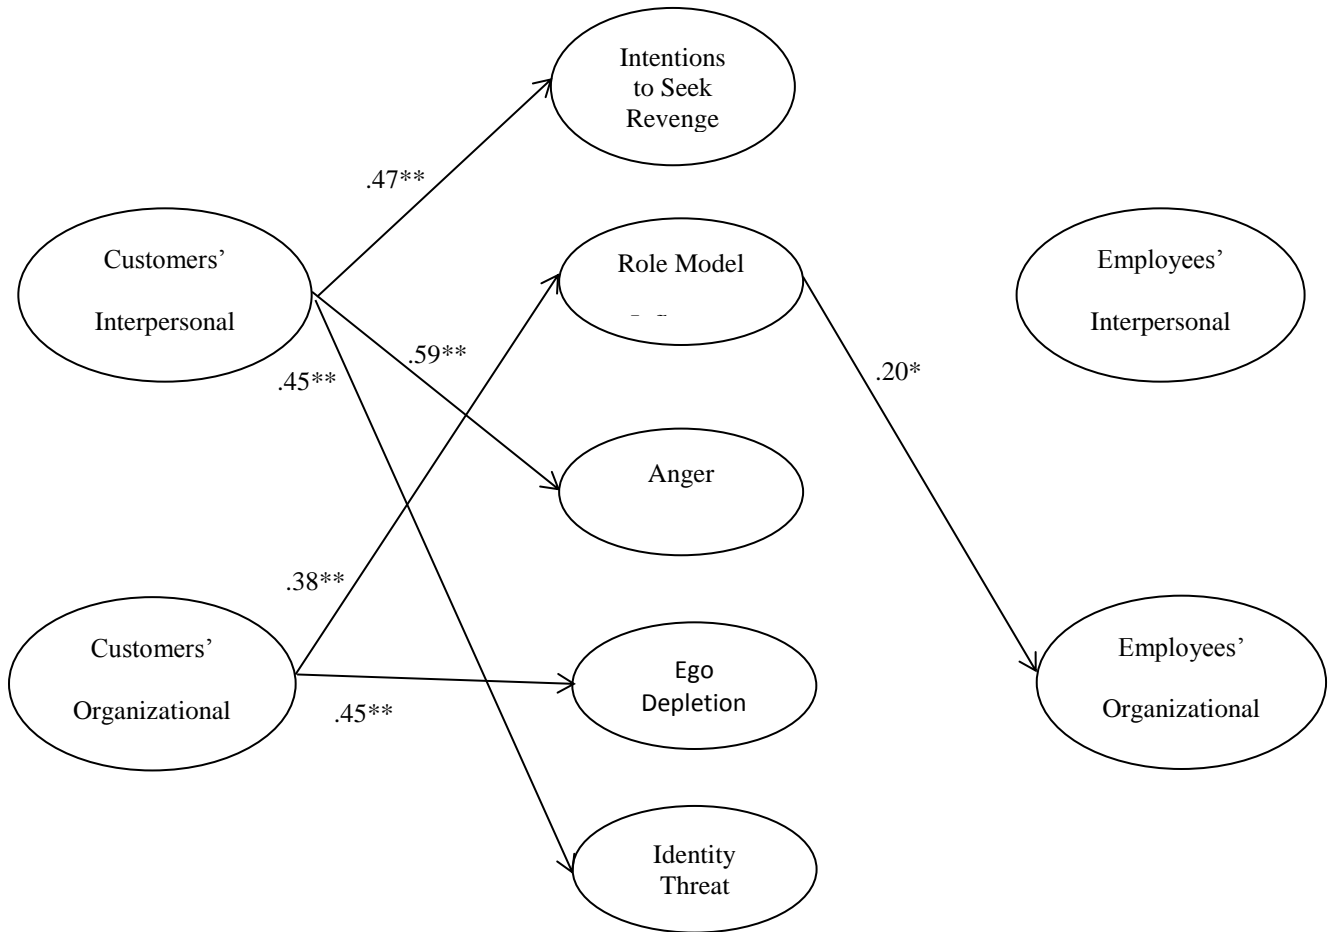 Intentions
to Seek
Revenge
.47**
Customers’
Interpersonal
Role Model
Employees’
Interpersonal
.59**
.45**
.20*
Anger
.38**
Customers’
Organizational
.45**
Ego
Depletion
Employees’
Organizational
Identity
Threat